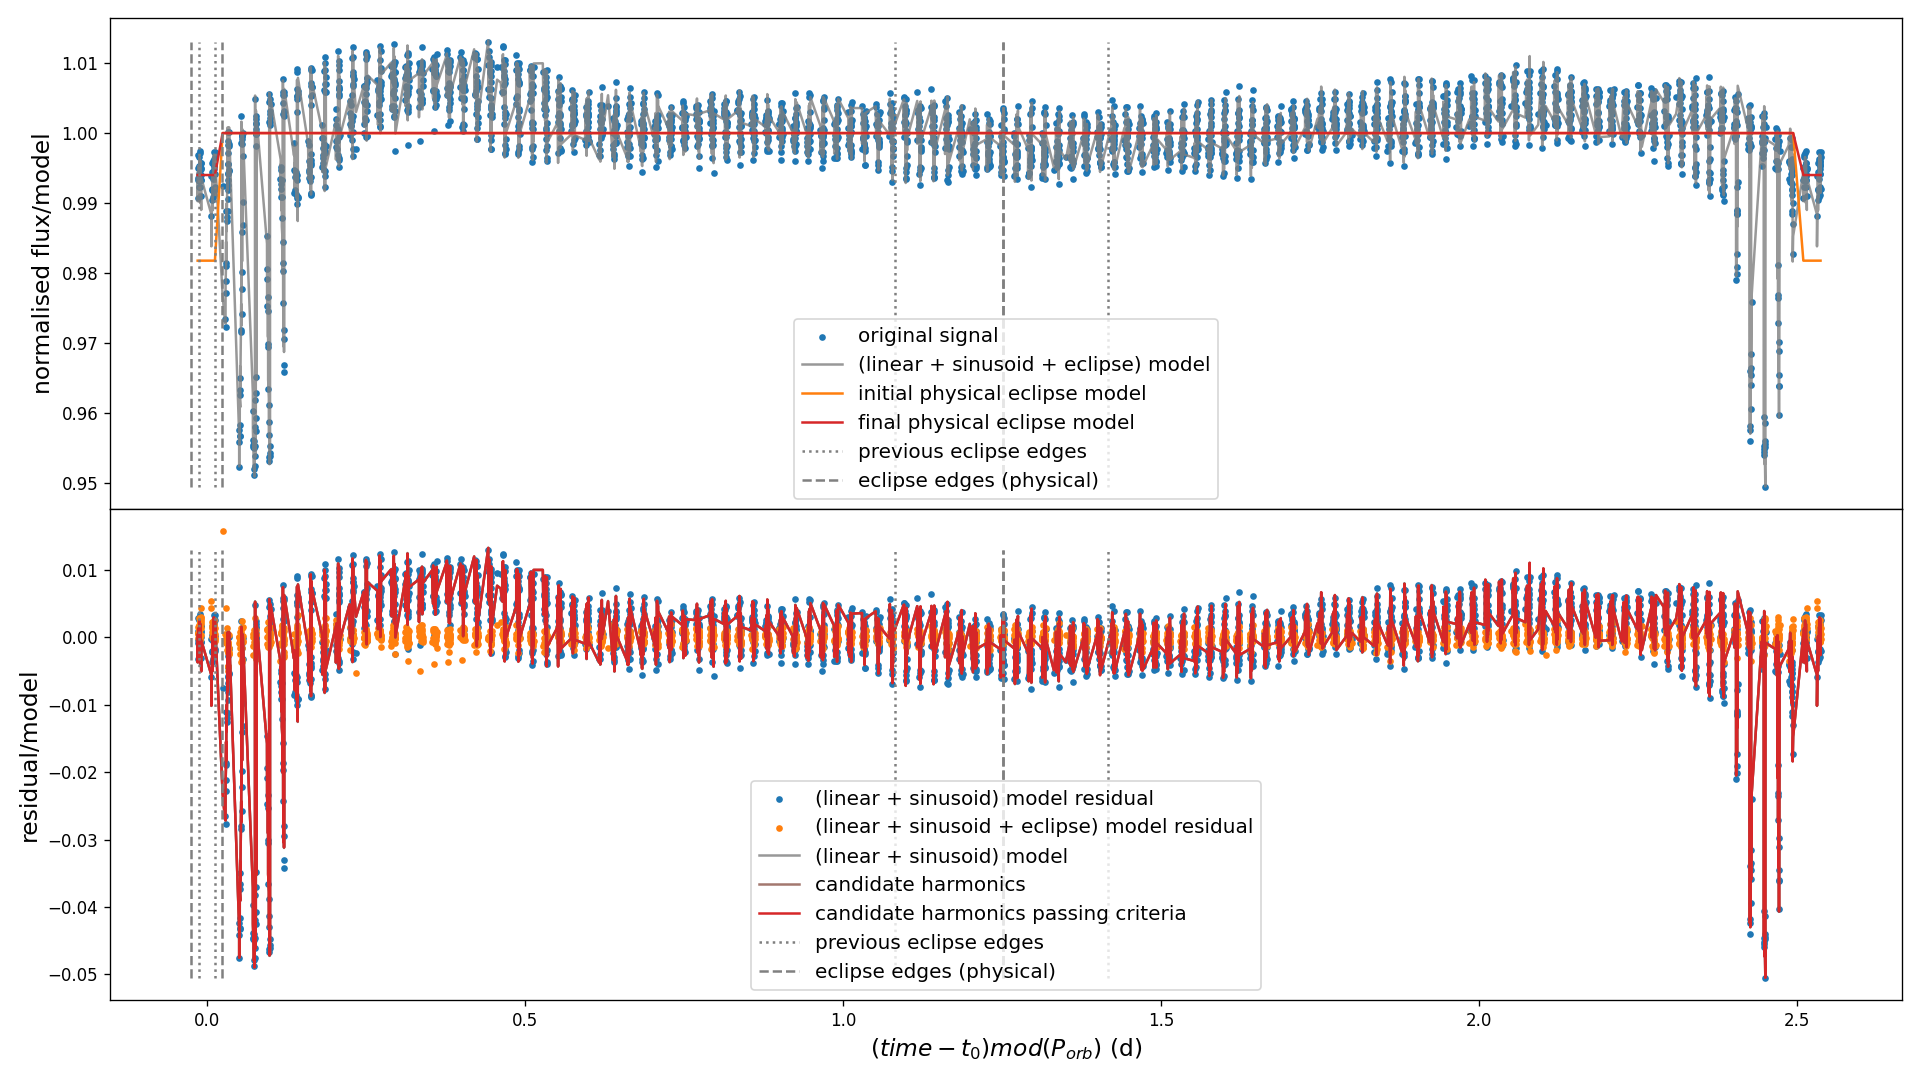 normalised flux/model
1.01
1.00
0.99
0.98
0.97
0.96
0.95
original signal
(linear + sinusoid + eclipse) model
initial physical eclipse model
final physical eclipse model
previous eclipse edges
eclipse edges (physical)
residual/model
0.01
0.00
−0.01
−0.02
−0.03
−0.04
−0.05
(linear + sinusoid) model residual
(linear + sinusoid + eclipse) model residual
(linear + sinusoid) model
candidate harmonics
candidate harmonics passing criteria
previous eclipse edges
eclipse edges (physical)
0.0 0.5 1.0 1.5 2.0 2.5
(time − t₀)mod(P_orb) (d)